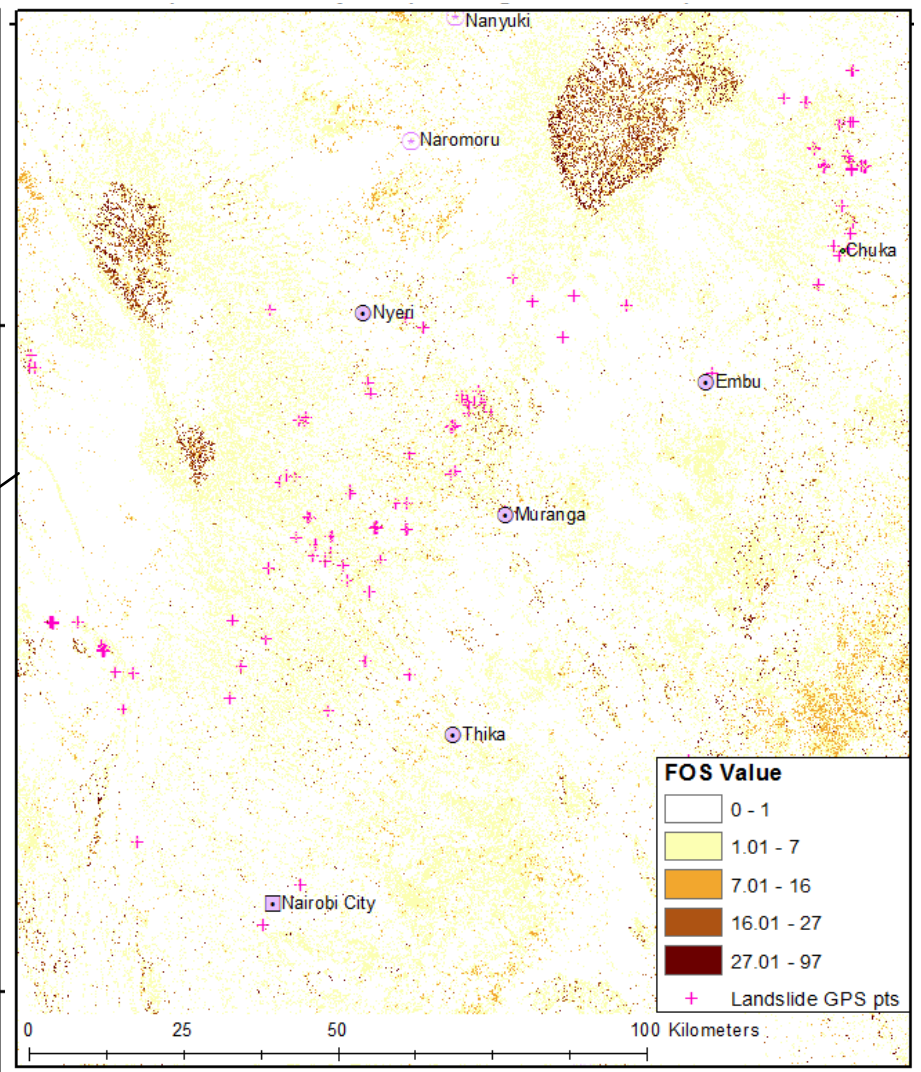 Nanyuki
Naromoru
Chuka
Nyeri
Embu
Muranga
Thika
FOS Value
0 - 1
1.01 - 7
7.01 - 16
16.01 - 27
27.01 - 97
Landslide GPS pts
Nairobi City
0 25 50 100 Kilometers